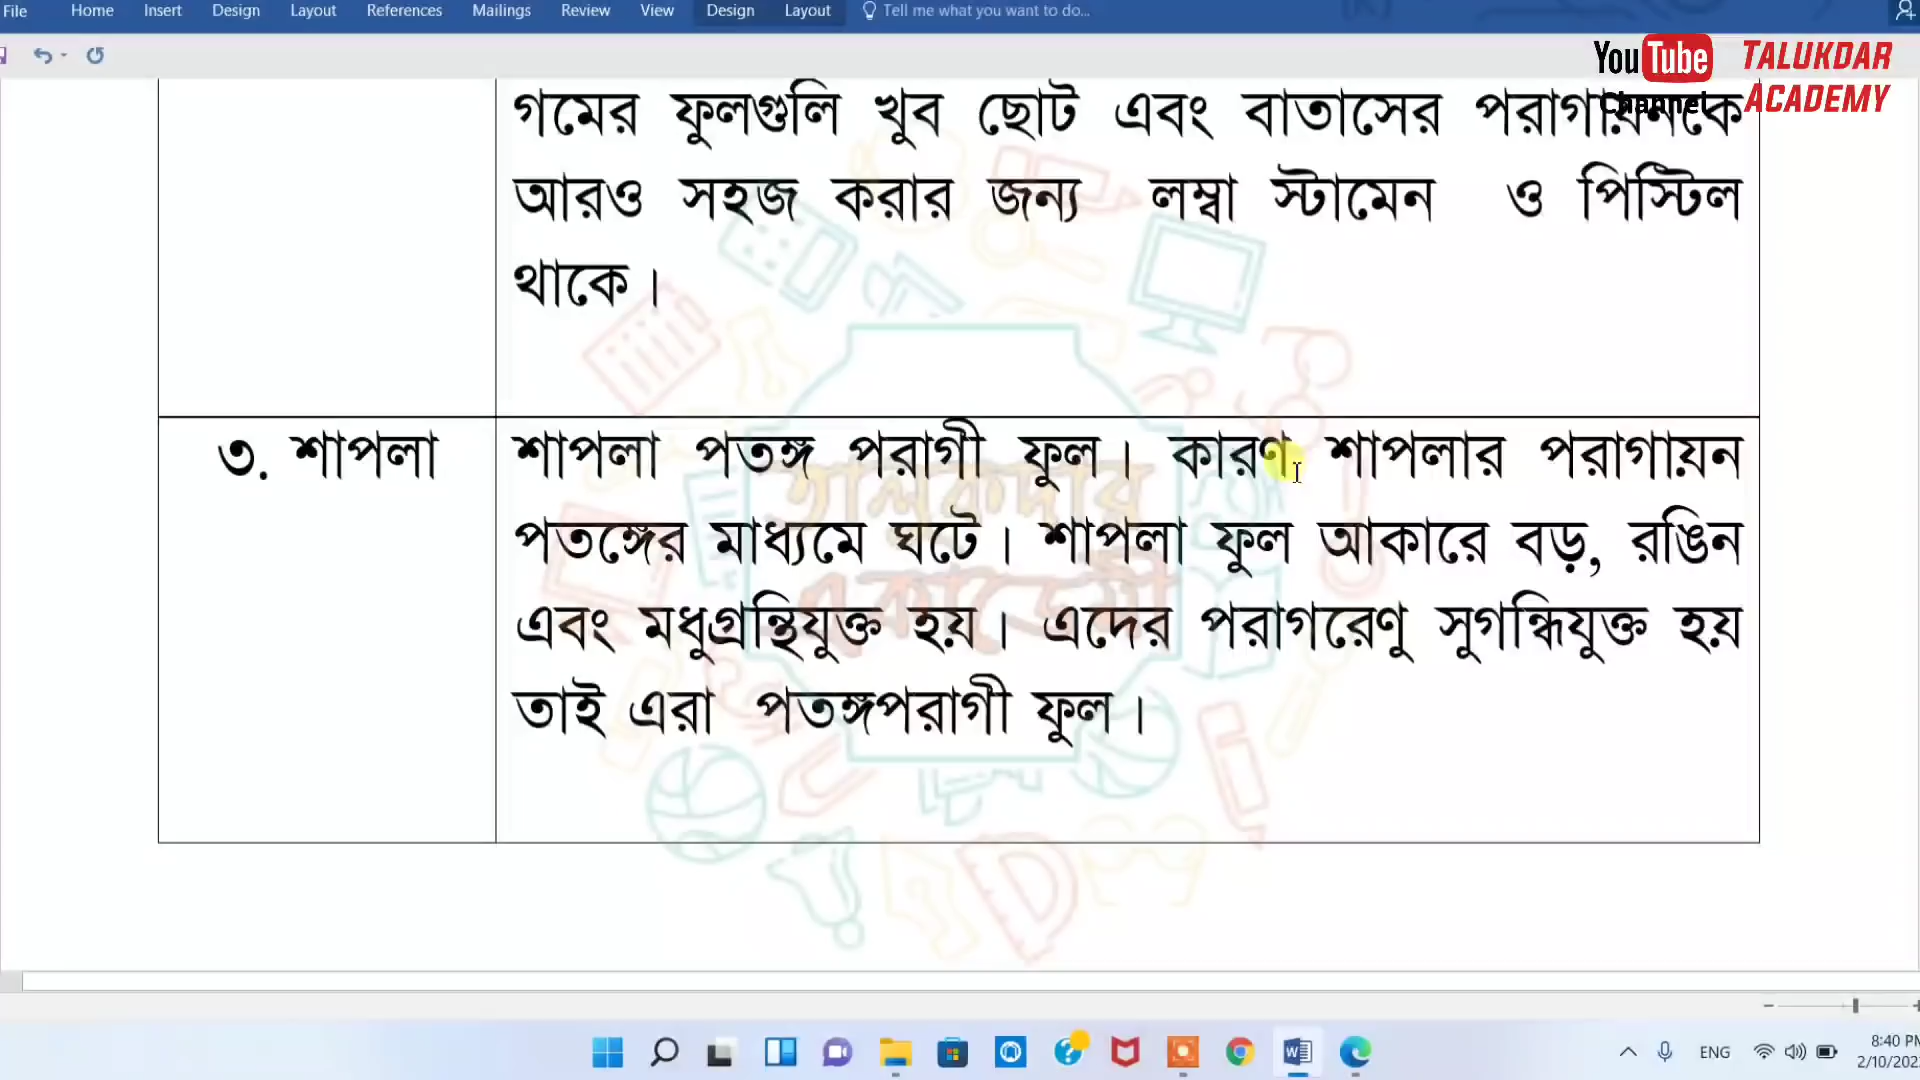 File Home Insert Design Layout References Mailings Review View Design Layout Tell me what you want to do...
YouTube Channel
TALUKDAR ACADEMY
গমের ফুলগুলি খুব ছোট এবং বাতাসের পরাগায়নকে
আরও সহজ করার জন্য লম্বা স্টামেন ও পিস্টিল
থাকে।
৩. শাপলা
শাপলা পতঙ্গ পরাগী ফুল। কারণ শাপলার পরাগায়ন
পতঙ্গের মাধ্যমে ঘটে। শাপলা ফুল আকারে বড়, রঙিন
এবং মধুগ্রন্থিযুক্ত হয়। এদের পরাগরেণু সুগন্ধিযুক্ত হয়
তাই এরা পতঙ্গপরাগী ফুল।
তালুকদার
একাডেমী
ENG
8:40 PM
2/10/202